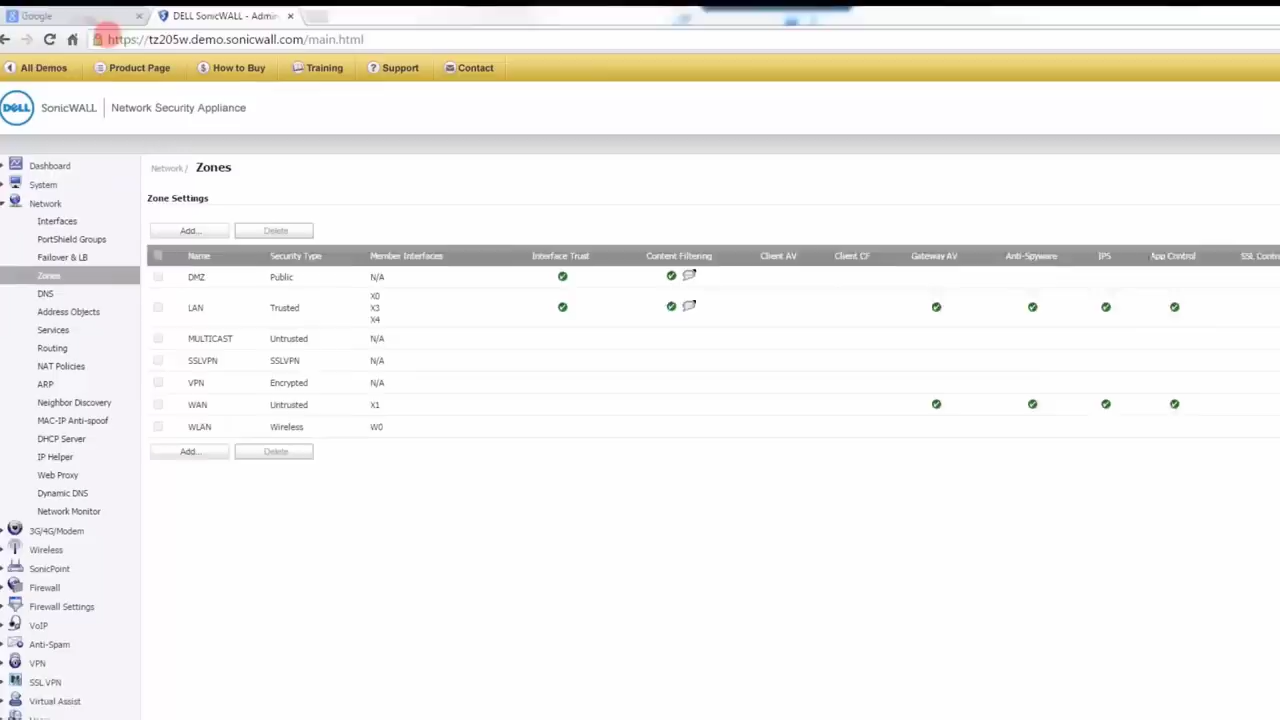 Google
DELL SonicWALL - Admin
https://tz205w.demo.sonicwall.com/main.html
All Demos Product Page How to Buy Training Support Contact
DELL SonicWALL | Network Security Appliance
Dashboard
System
Network
Interfaces
PortShield Groups
Failover & LB
Zones
DNS
Address Objects
Services
Routing
NAT Policies
ARP
Neighbor Discovery
MAC-IP Anti-spoof
DHCP Server
IP Helper
Web Proxy
Dynamic DNS
Network Monitor
3G/4G/Modem
Wireless
SonicPoint
Firewall
Firewall Settings
VoIP
Anti-Spam
VPN
SSL VPN
Virtual Assist
Network / Zones
Zone Settings
Add... Delete
Name Security Type Member Interfaces Interface Trust Content Filtering Client AV Client CF Gateway AV Anti-Spyware IPS App Control SSL Contro
DMZ Public N/A
LAN Trusted X0
X3
X4
MULTICAST Untrusted N/A
SSLVPN SSLVPN N/A
VPN Encrypted N/A
WAN Untrusted X1
WLAN Wireless W0
Add... Delete